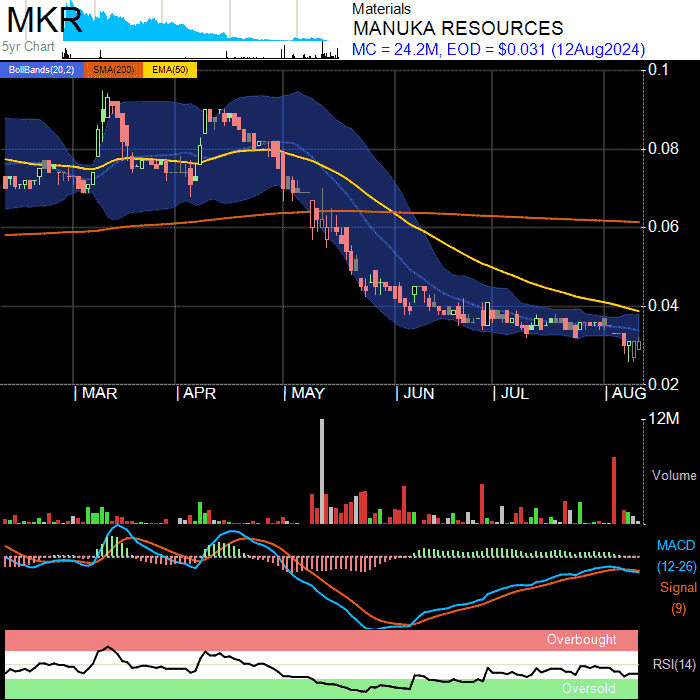 MKR
5yr Chart
Materials
MANUKA RESOURCES
MC = 24.2M, EOD = $0.031 (12Aug2024)
BollBands(20,2) SMA(200) EMA(50)
0.1
0.08
0.06
0.04
0.02
| MAR | APR | MAY | JUN | JUL | AUG
12M
Volume
MACD
(12-26)
Signal
(9)
Overbought
RSI(14)
Oversold